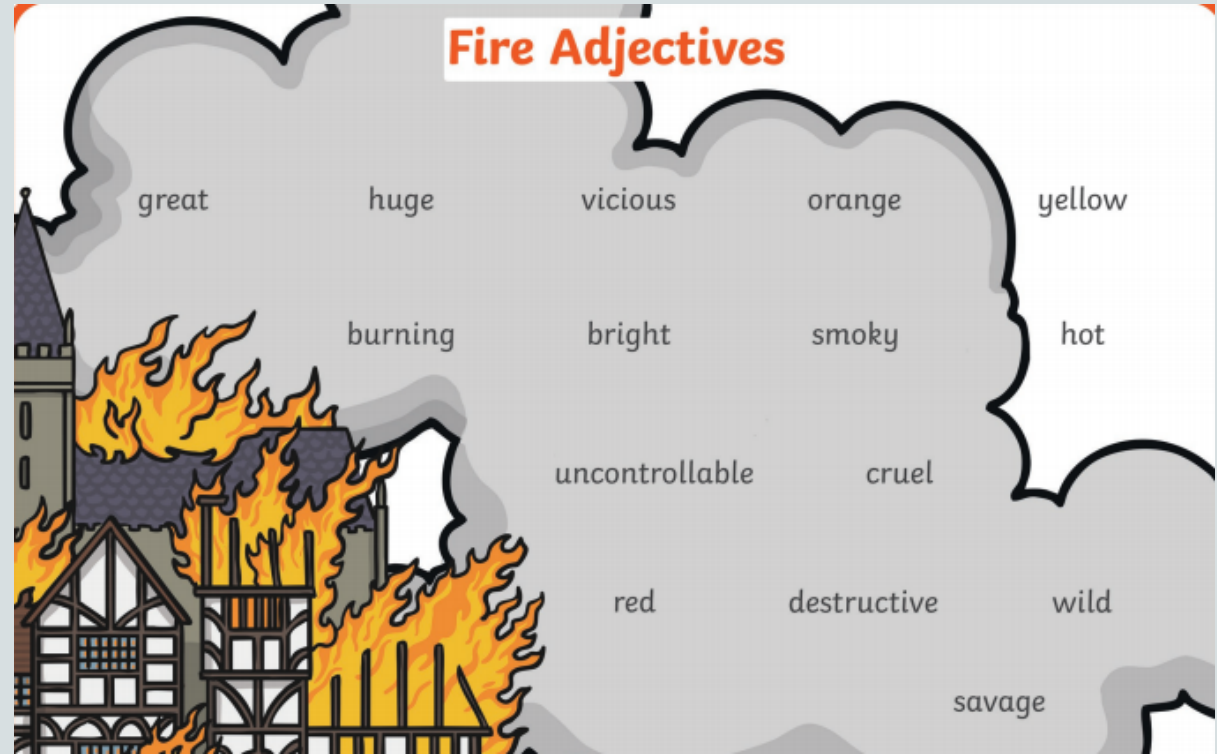 Fire Adjectives
great huge vicious orange yellow
burning bright smoky hot
uncontrollable cruel
red destructive wild
savage